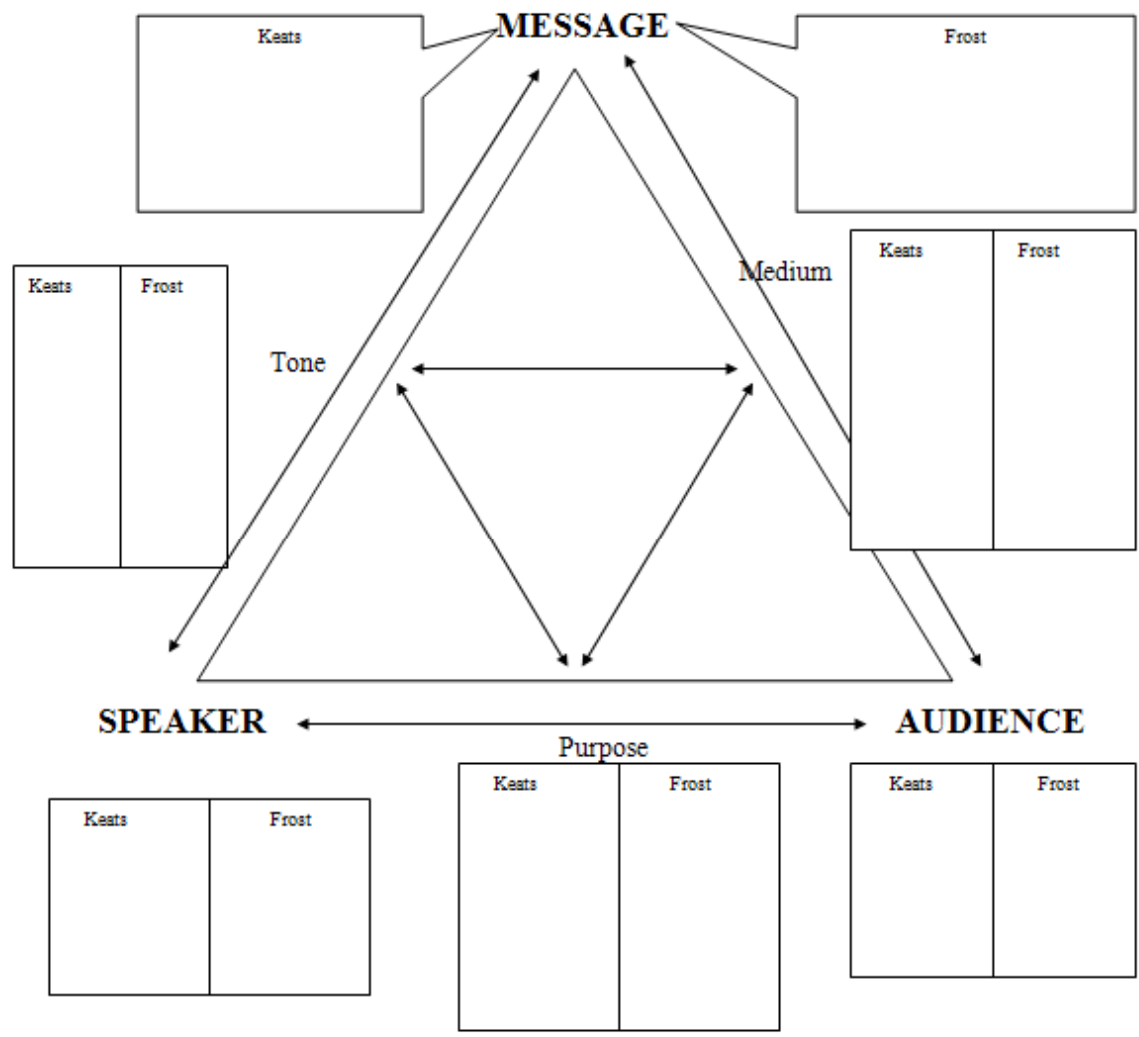 MESSAGE
Keats
Frost
Keats Frost
Medium
Keats Frost
Tone
SPEAKER
AUDIENCE
Purpose
Keats Frost
Keats Frost
Keats Frost